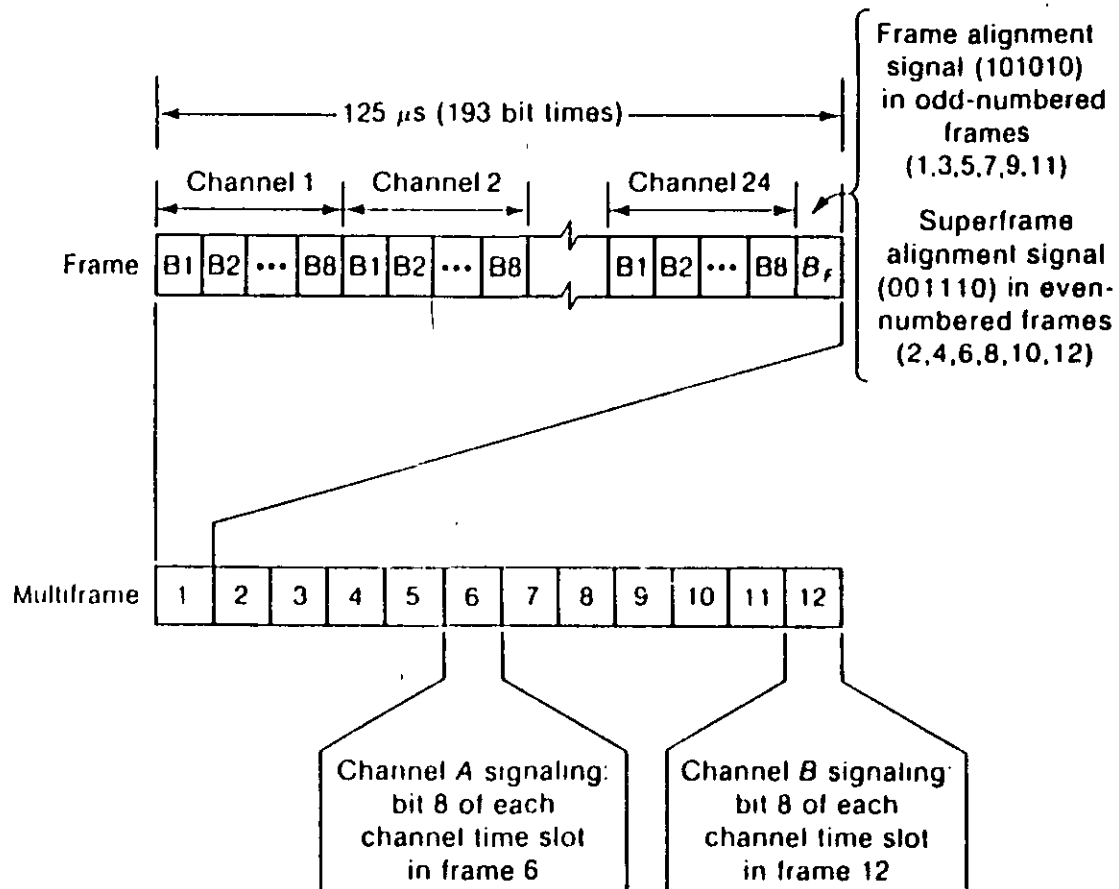 Frame alignment
signal (101010)
in odd-numbered
frames
(1,3,5,7,9,11)
Superframe
alignment signal
(001110) in even-
numbered frames
(2,4,6,8,10,12)
125 μs (193 bit times)
Channel 1 Channel 2 Channel 24
Frame B1 B2 ••• B8 B1 B2 ••• B8 B1 B2 ••• B8 Bf
Multiframe 1 2 3 4 5 6 7 8 9 10 11 12
Channel A signaling:
bit 8 of each
channel time slot
in frame 6
Channel B signaling:
bit 8 of each
channel time slot
in frame 12